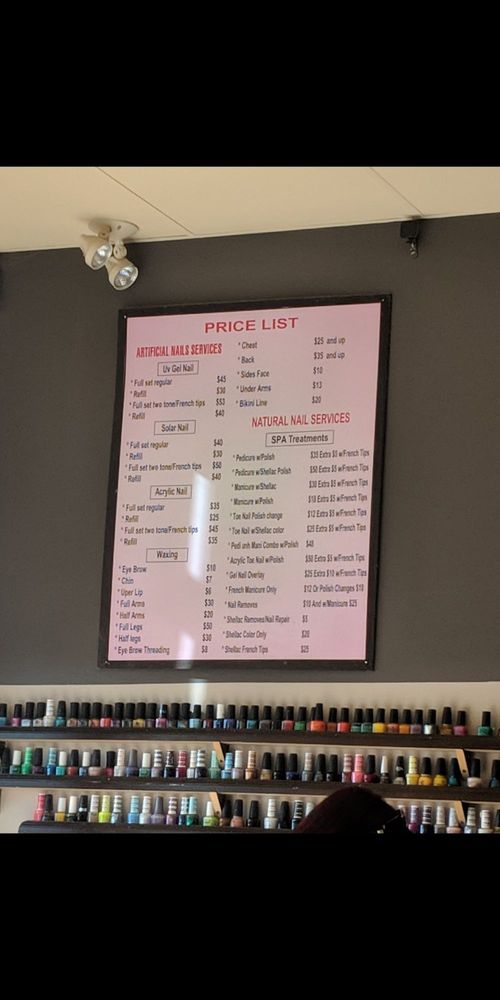 PRICE LIST
ARTIFICIAL NAILS SERVICES
Uv Gel Nail
* Full set regular $45
* Refill $30
* Full set two tone/French tips $53
* Refill $40
Solar Nail
* Full set regular $40
* Refill $30
* Full set two tone/French tips $50
* Refill $40
Acrylic Nail
* Full set regular $35
* Refill $25
* Full set two tone/French tips $45
* Refill $35
Waxing
* Eye Brow $10
* Chin $7
* Uper Lip $6
* Full Arms $30
* Half Arms $20
* Full Legs $50
* Half legs $30
* Eye Brow Threading $8
* Chest $25 and up
* Back $35 and up
* Sides Face $10
* Under Arms $13
* Bikini Line $20
NATURAL NAIL SERVICES
SPA Treatments
* Pedicure w/Polish $35 Extra $5 w/French Tips
* Pedicure w/Shellac Polish $50 Extra $5 w/French Tips
* Manicure w/Shellac $30 Extra $5 w/French Tips
* Manicure w/Polish $18 Extra $5 w/French Tips
* Toe Nail Polish change $12 Extra $5 w/French Tips
* Toe Nail w/Shellac color $25 Extra $5 w/French Tips
* Pedi anh Mani Combo w/Polish $48
* Acrylic Toe Nail w/Polish $50 Extra $5 w/French Tips
* Gel Nail Overlay $25 Extra $10 w/French Tips
* French Manicure Only $12 Or Polish Changes $10
* Nail Removes $10 And w/Manicure $25
* Shellac Removes/Nail Repair $5
* Shellac Color Only $20
* Shellac French Tips $25